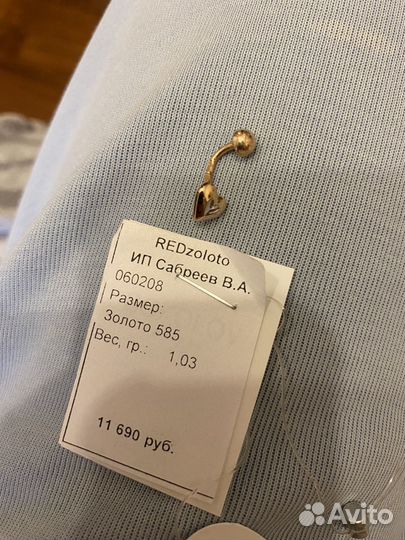 REDzoloto
ИП Сабреев В.А.
060208
Размер:
Золото 585
Вес, гр.: 1,03
11 690 руб.
Avito